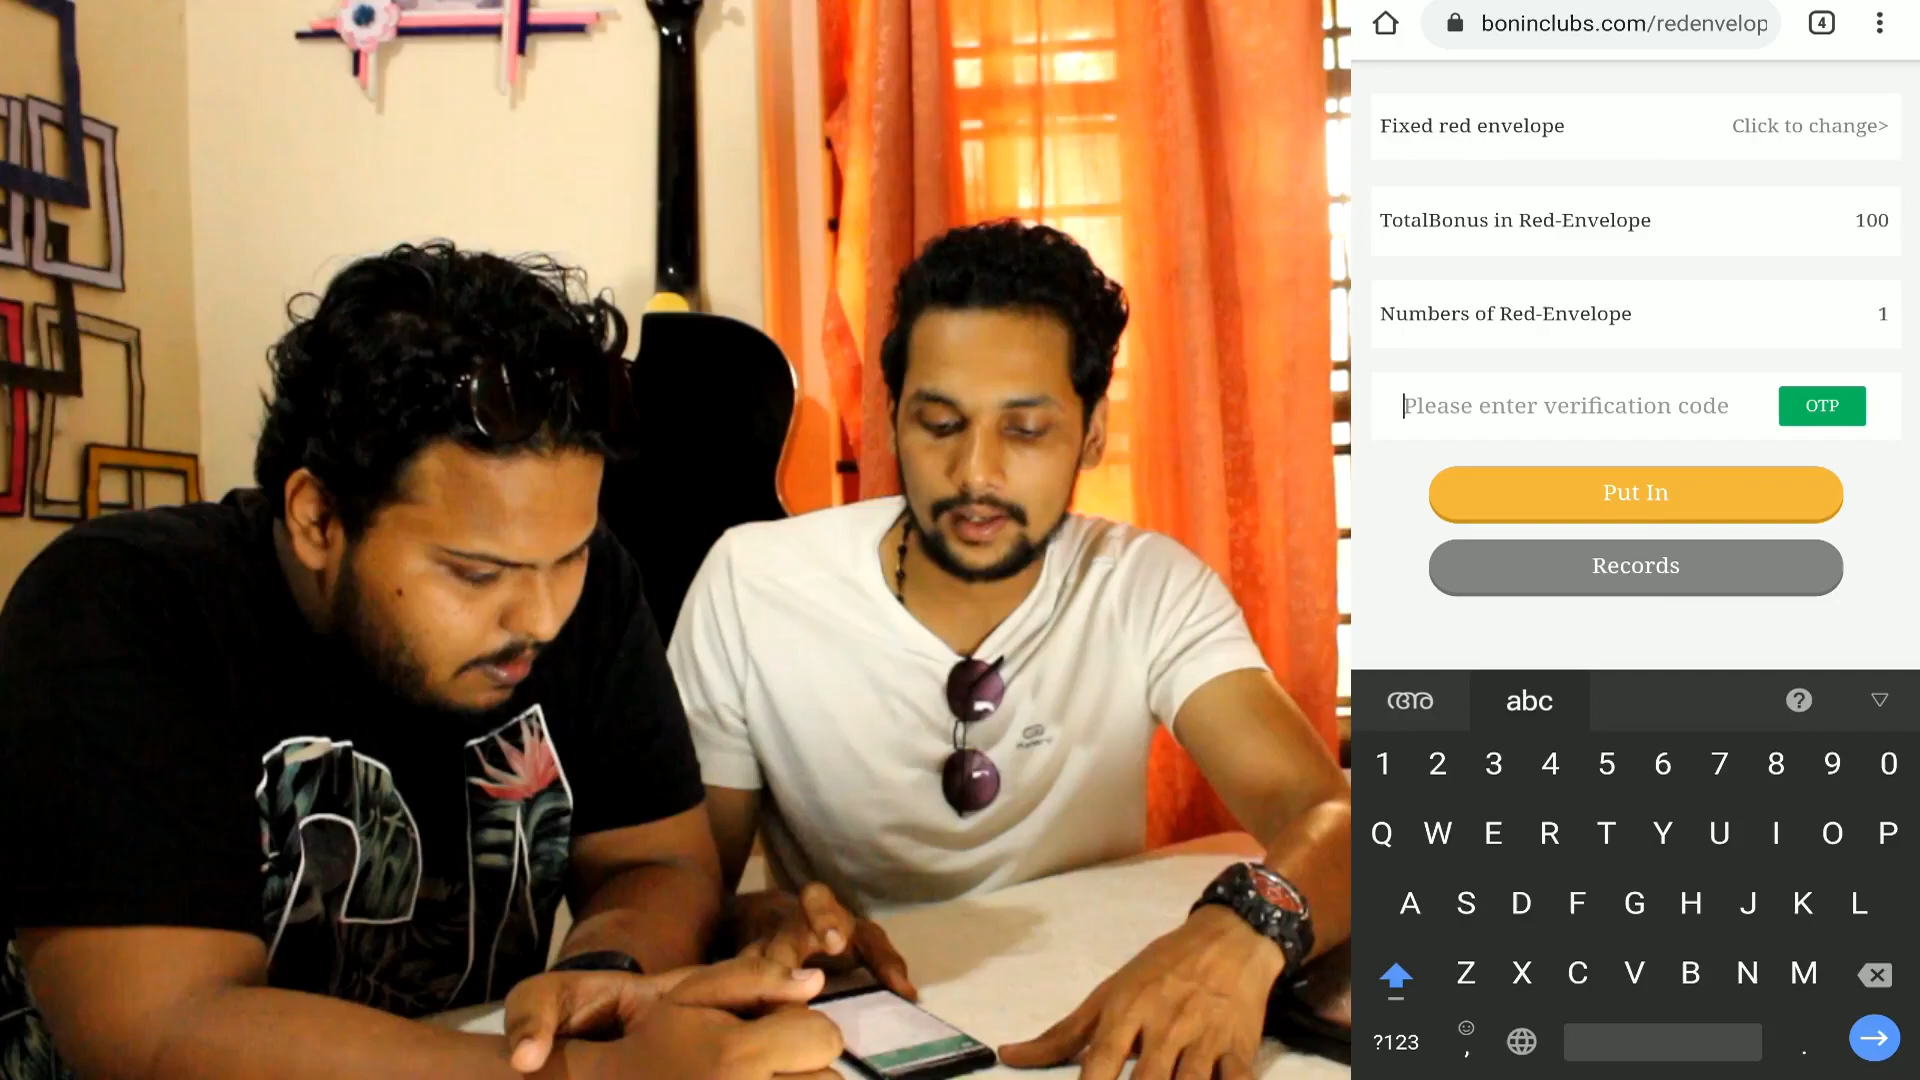 boninclubs.com/redenvelop
4
Fixed red envelope
Click to change>
TotalBonus in Red-Envelope
100
Numbers of Red-Envelope
1
Please enter verification code
OTP
Put In
Records
അ
abc
?
1 2 3 4 5 6 7 8 9 0
Q W E R T Y U I O P
A S D F G H J K L
Z X C V B N M
?123
,
.